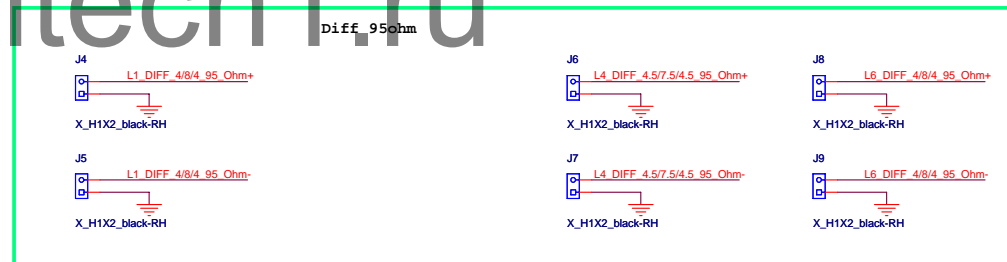 itech1.ru
Diff_95ohm
J4
L1_DIFF_4/8/4_95_Ohm+
X_H1X2_black-RH
J6
L4_DIFF_4.5/7.5/4.5_95_Ohm+
X_H1X2_black-RH
J8
L6_DIFF_4/8/4_95_Ohm+
X_H1X2_black-RH
J5
L1_DIFF_4/8/4_95_Ohm-
X_H1X2_black-RH
J7
L4_DIFF_4.5/7.5/4.5_95_Ohm-
X_H1X2_black-RH
J9
L6_DIFF_4/8/4_95_Ohm-
X_H1X2_black-RH